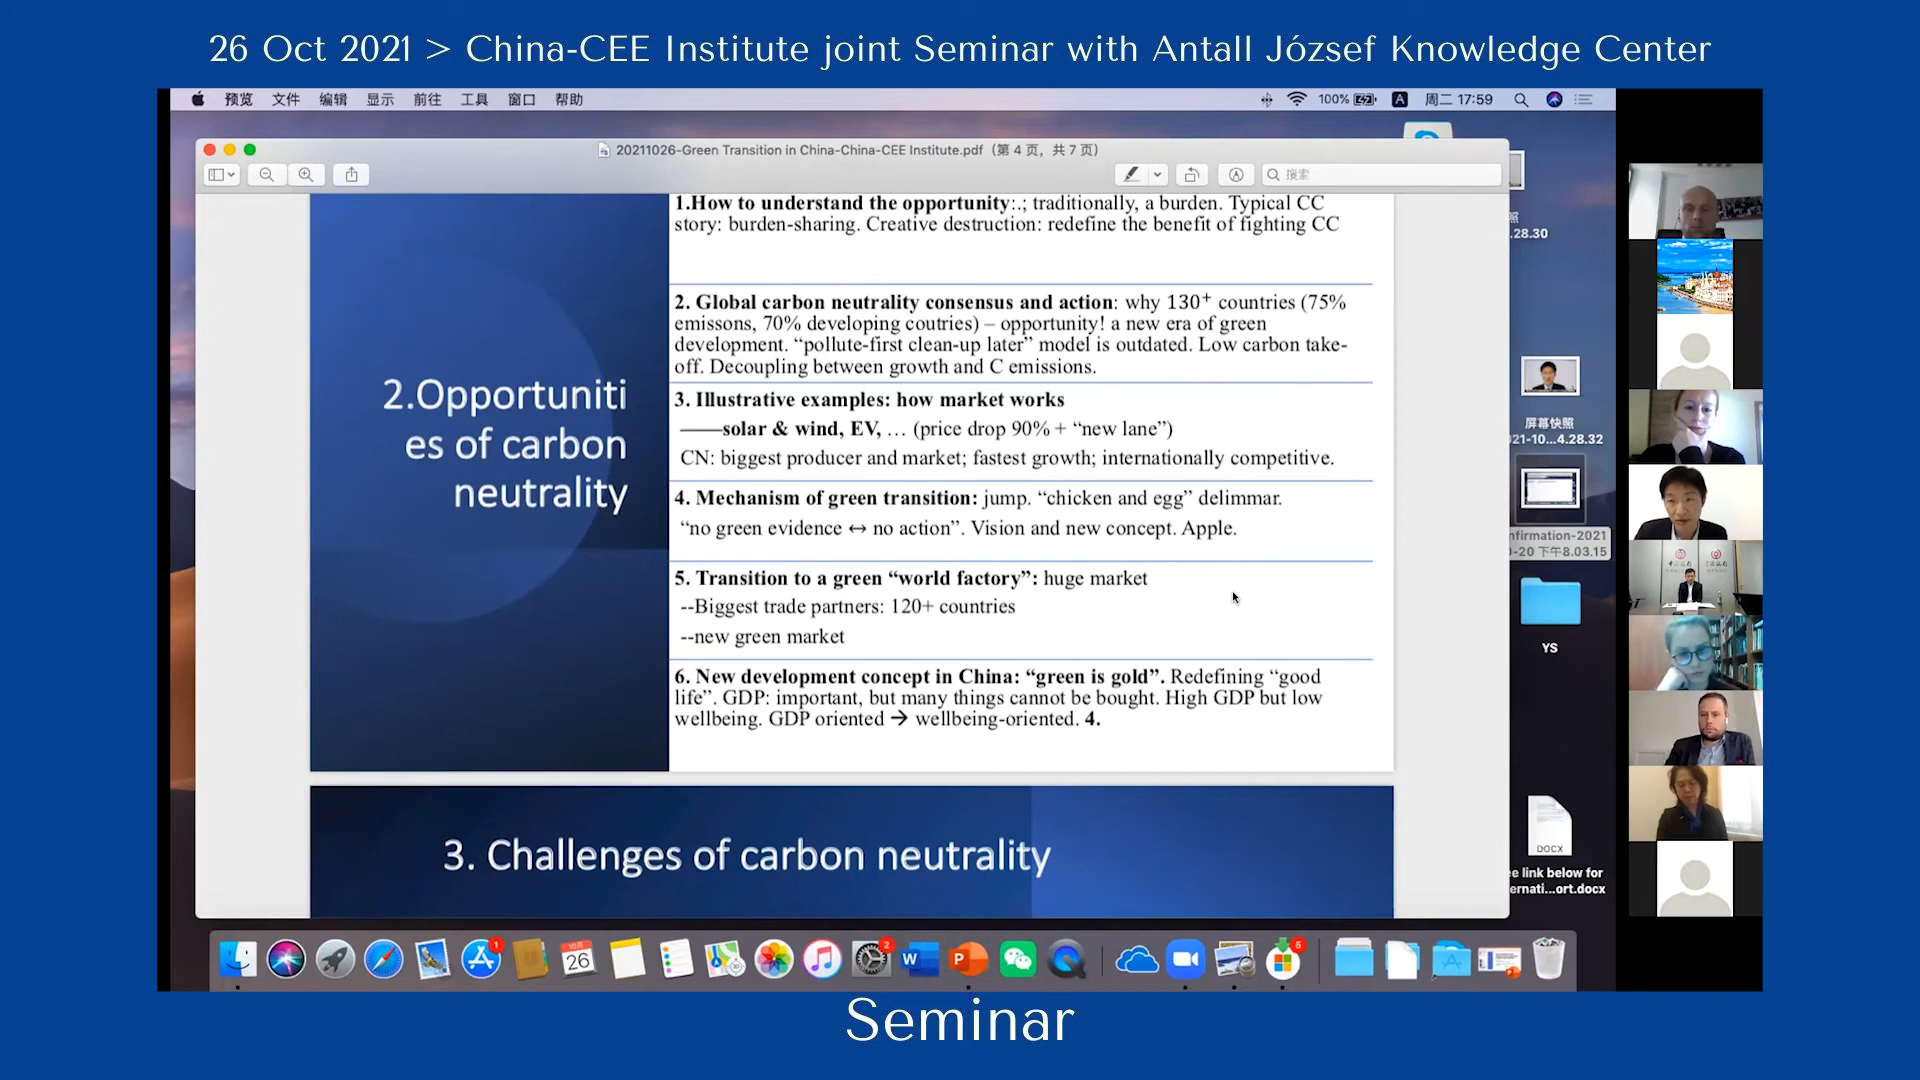 26 Oct 2021 > China-CEE Institute joint Seminar with Antall József Knowledge Center
预览 文件 编辑 显示 前往 工具 窗口 帮助
100% A 周二 17:59
20211026-Green Transition in China-China-CEE Institute.pdf（第 4 页，共 7 页）
搜索
2.Opportuniti
es of carbon
neutrality
1.How to understand the opportunity:.; traditionally, a burden. Typical CC
story: burden-sharing. Creative destruction: redefine the benefit of fighting CC
2. Global carbon neutrality consensus and action: why 130⁺ countries (75%
emissons, 70% developing coutries) – opportunity! a new era of green
development. “pollute-first clean-up later” model is outdated. Low carbon take-
off. Decoupling between growth and C emissions.
3. Illustrative examples: how market works
——solar & wind, EV, … (price drop 90% + “new lane”)
CN: biggest producer and market; fastest growth; internationally competitive.
4. Mechanism of green transition: jump. “chicken and egg” delimmar.
“no green evidence ↔ no action”. Vision and new concept. Apple.
5. Transition to a green “world factory”: huge market
--Biggest trade partners: 120+ countries
--new green market
6. New development concept in China: “green is gold”. Redefining “good
life”. GDP: important, but many things cannot be bought. High GDP but low
wellbeing. GDP oriented → wellbeing-oriented. 4.
3. Challenges of carbon neutrality
照
.28.30
屏幕快照
21-10...4.28.32
nfirmation-2021
-20 下午8.03.15
YS
DOCX
e link below for
ernati...ort.docx
1
10月
26
2
W
P
5
Seminar